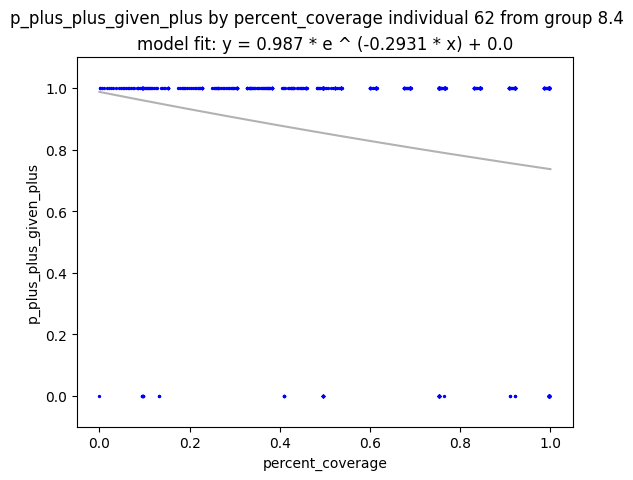 p_plus_plus_given_plus by percent_coverage individual 62 from group 8.4
model fit: y = 0.987 * e ^ (-0.2931 * x) + 0.0
1.0
0.8
0.6
0.4
0.2
0.0
p_plus_plus_given_plus
0.0 0.2 0.4 0.6 0.8 1.0
percent_coverage